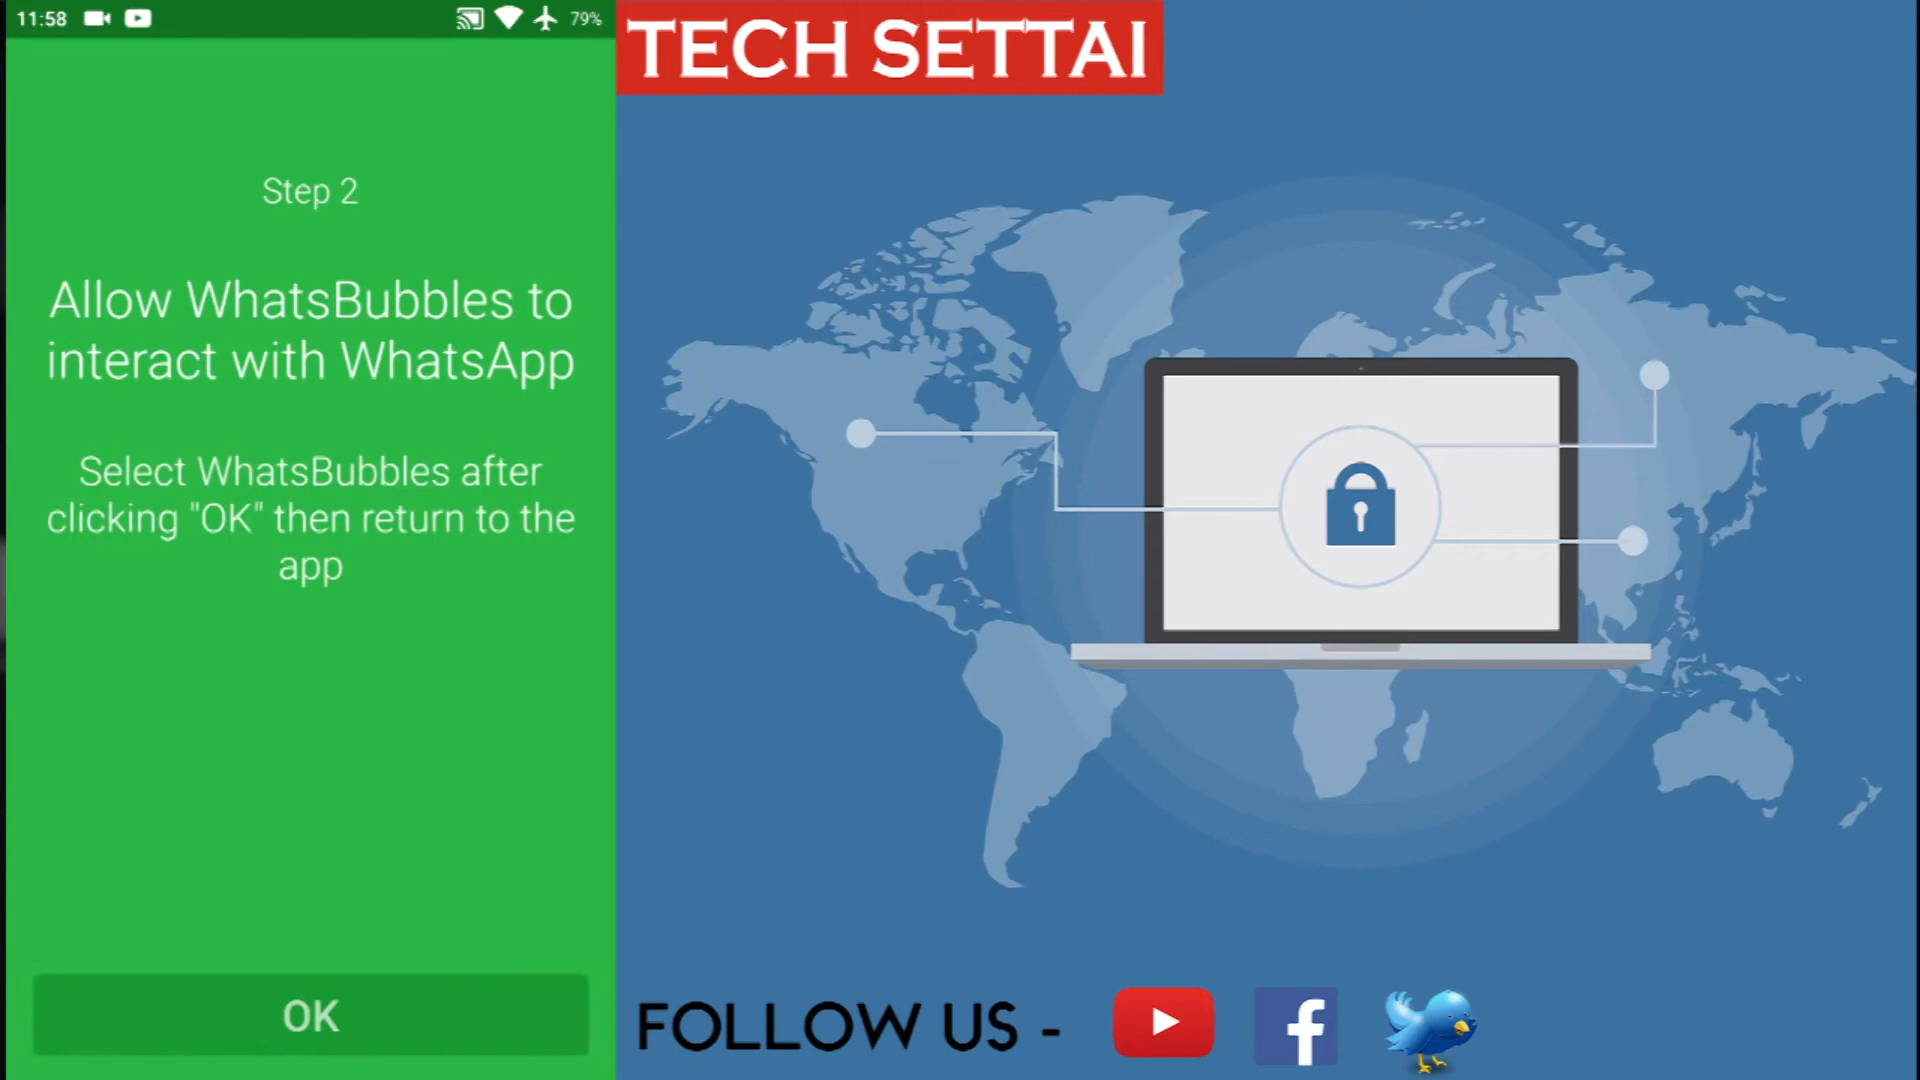 11:58
79%
TECH SETTAI
Step 2
Allow WhatsBubbles to
interact with WhatsApp
Select WhatsBubbles after
clicking "OK" then return to the
app
OK
FOLLOW US -